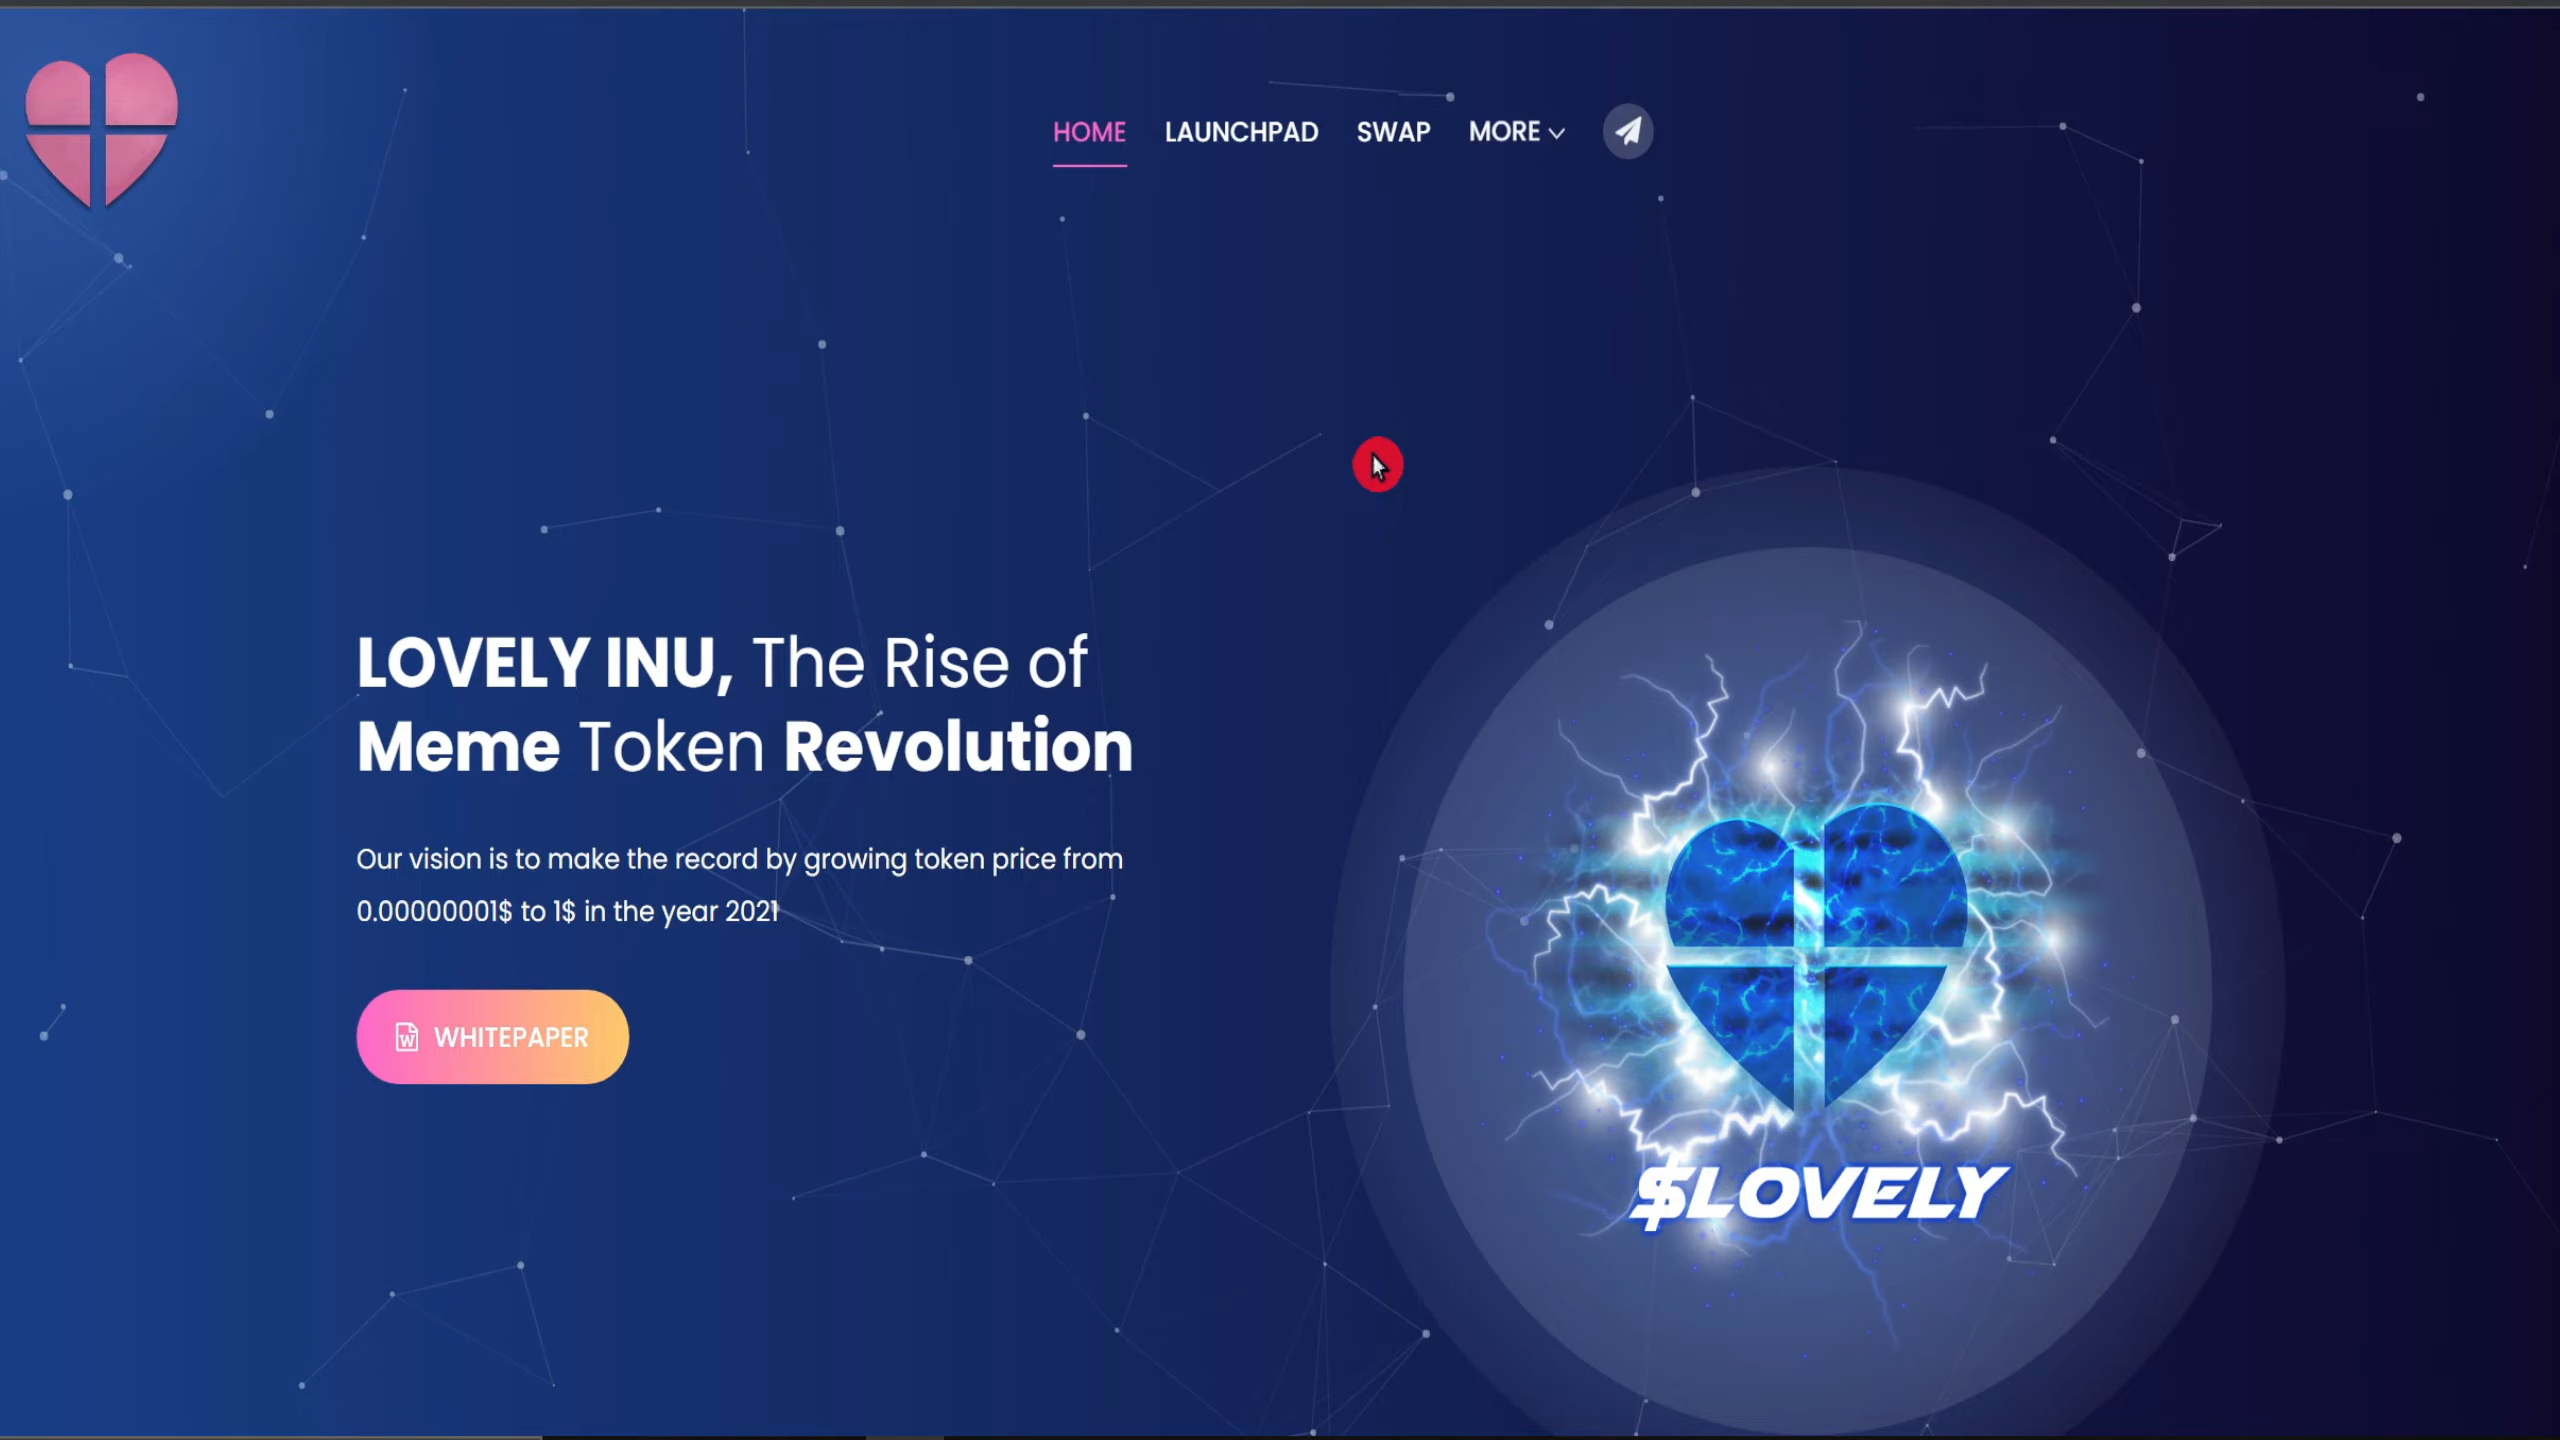 HOME LAUNCHPAD SWAP MORE
LOVELY INU, The Rise of
Meme Token Revolution
Our vision is to make the record by growing token price from
0.00000001$ to 1$ in the year 2021
W WHITEPAPER
$LOVELY